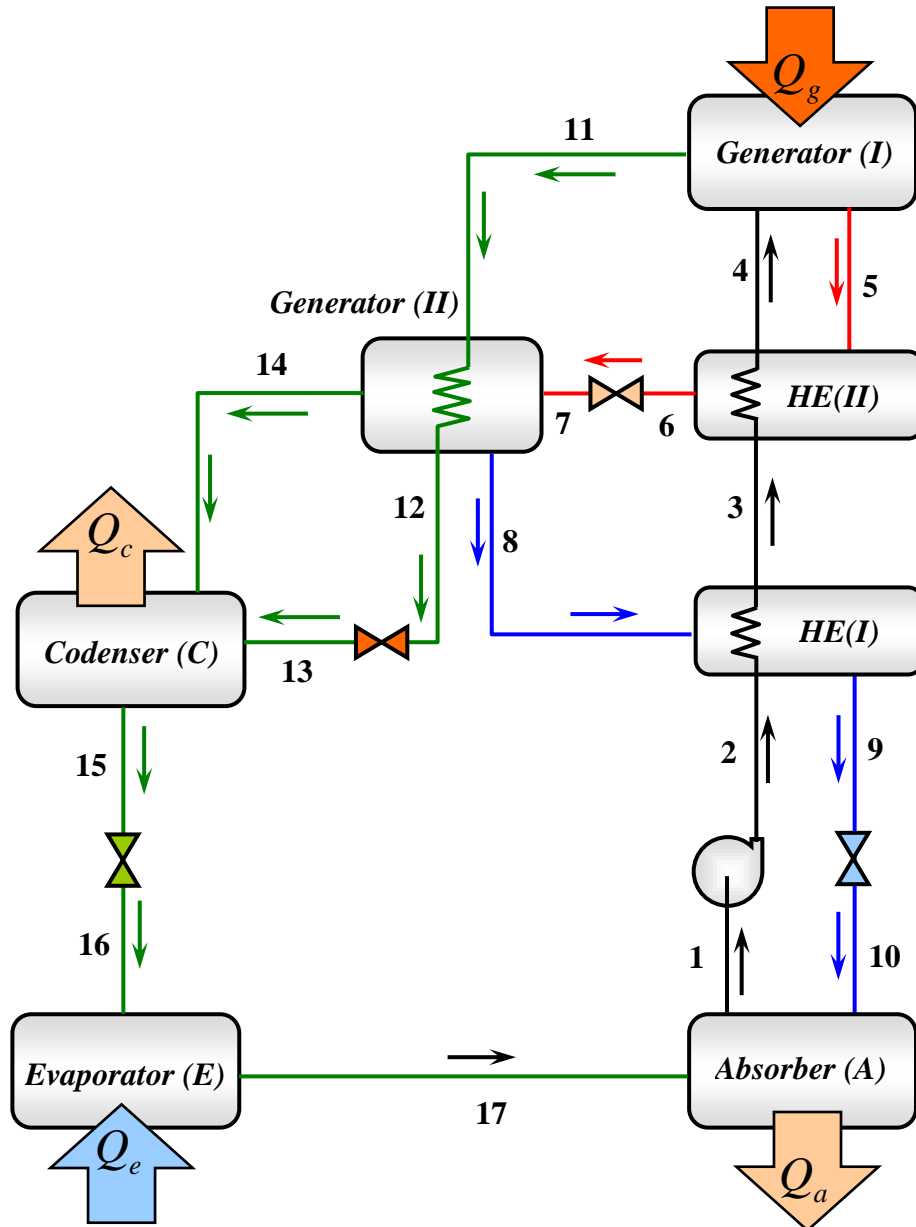 Q_g
11
Generator (I)
4
5
Generator (II)
14
7
6
HE(II)
12
8
3
Q_c
Codenser (C)
13
HE(I)
15
2
9
16
1
10
Evaporator (E)
17
Absorber (A)
Q_e
Q_a